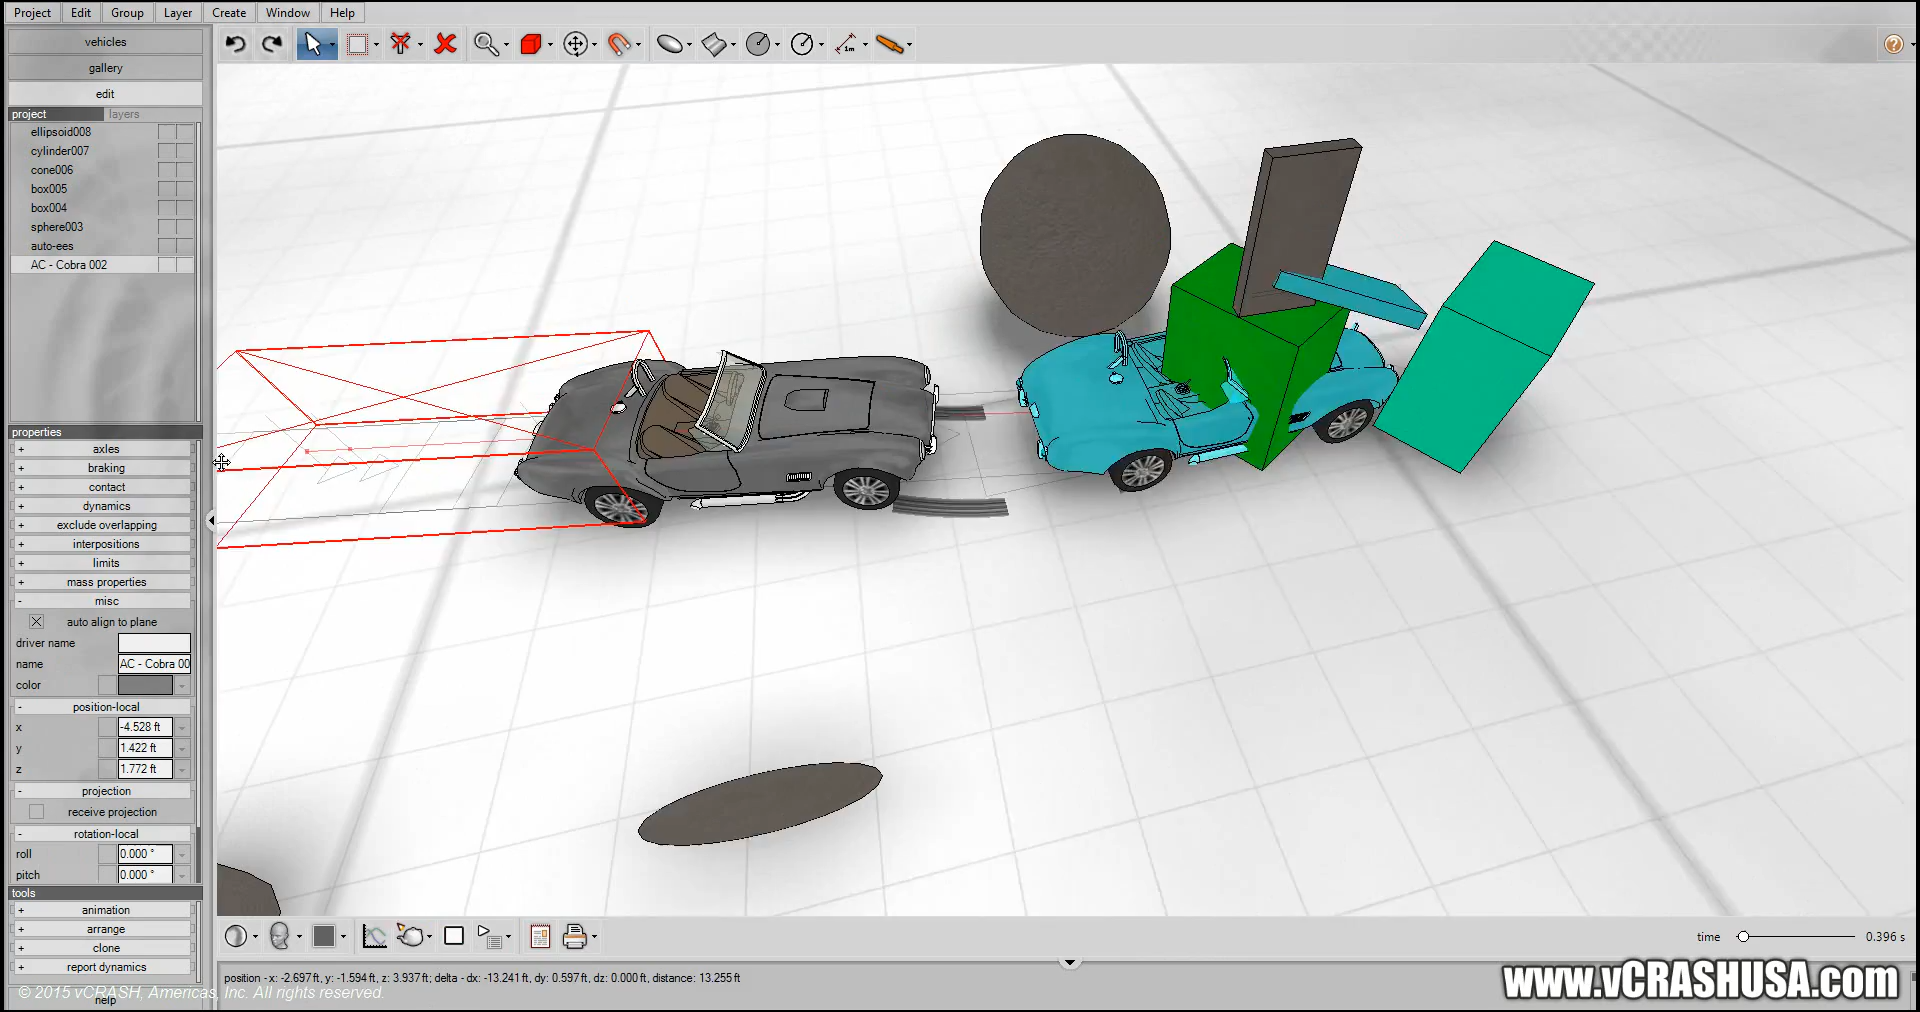 Project Edit Group Layer Create Window Help
vehicles
gallery
edit
project layers
ellipsoid008
cylinder007
cone006
box005
box004
sphere003
auto-ees
AC - Cobra 002
properties
+ axles
+ braking
+ contact
+ dynamics
+ exclude overlapping
+ interpositions
+ limits
+ mass properties
- misc
auto align to plane
driver name
name AC - Cobra 00
color
- position-local
x -4.528 ft
y 1.422 ft
z 1.772 ft
- projection
receive projection
- rotation-local
roll 0.000 °
pitch 0.000 °
tools
+ animation
+ arrange
+ clone
+ report dynamics
help
1m
time 0.396 s
position - x: -2.697 ft, y: -1.594 ft, z: 3.937 ft; delta - dx: -13.241 ft, dy: 0.597 ft, dz: 0.000 ft, distance: 13.255 ft
© 2015 vCRASH, Americas, Inc. All rights reserved.
www.vCRASHUSA.com